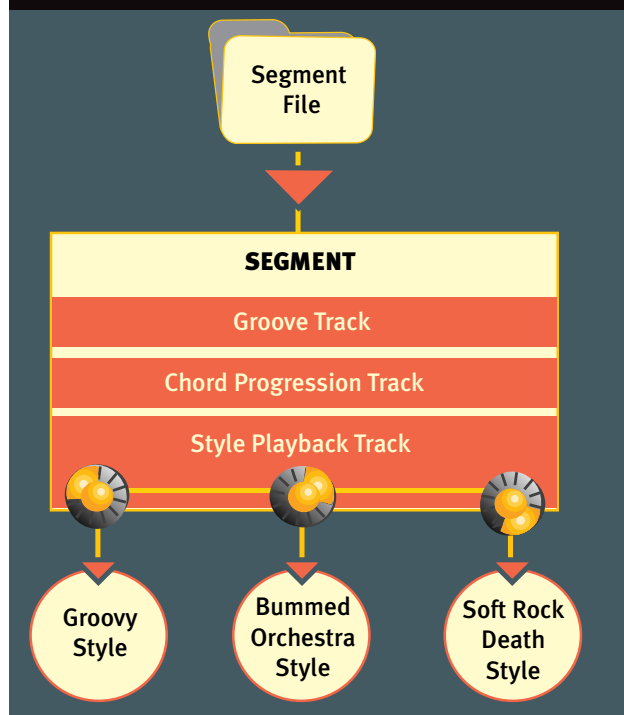 Segment
File
SEGMENT
Groove Track
Chord Progression Track
Style Playback Track
Groovy
Style
Bummed
Orchestra
Style
Soft Rock
Death
Style